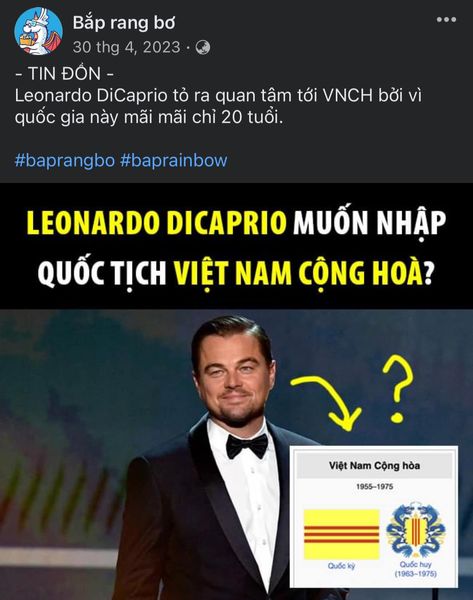 Bắp rang bơ
30 thg 4, 2023 ·
- TIN ĐỒN -
Leonardo DiCaprio tỏ ra quan tâm tới VNCH bởi vì
quốc gia này mãi mãi chỉ 20 tuổi.
#baprangbo #baprainbow
LEONARDO DICAPRIO MUỐN NHẬP
QUỐC TỊCH VIỆT NAM CỘNG HOÀ?
?
Việt Nam Cộng hòa
1955–1975
Quốc kỳ
Quốc huy
(1963–1975)